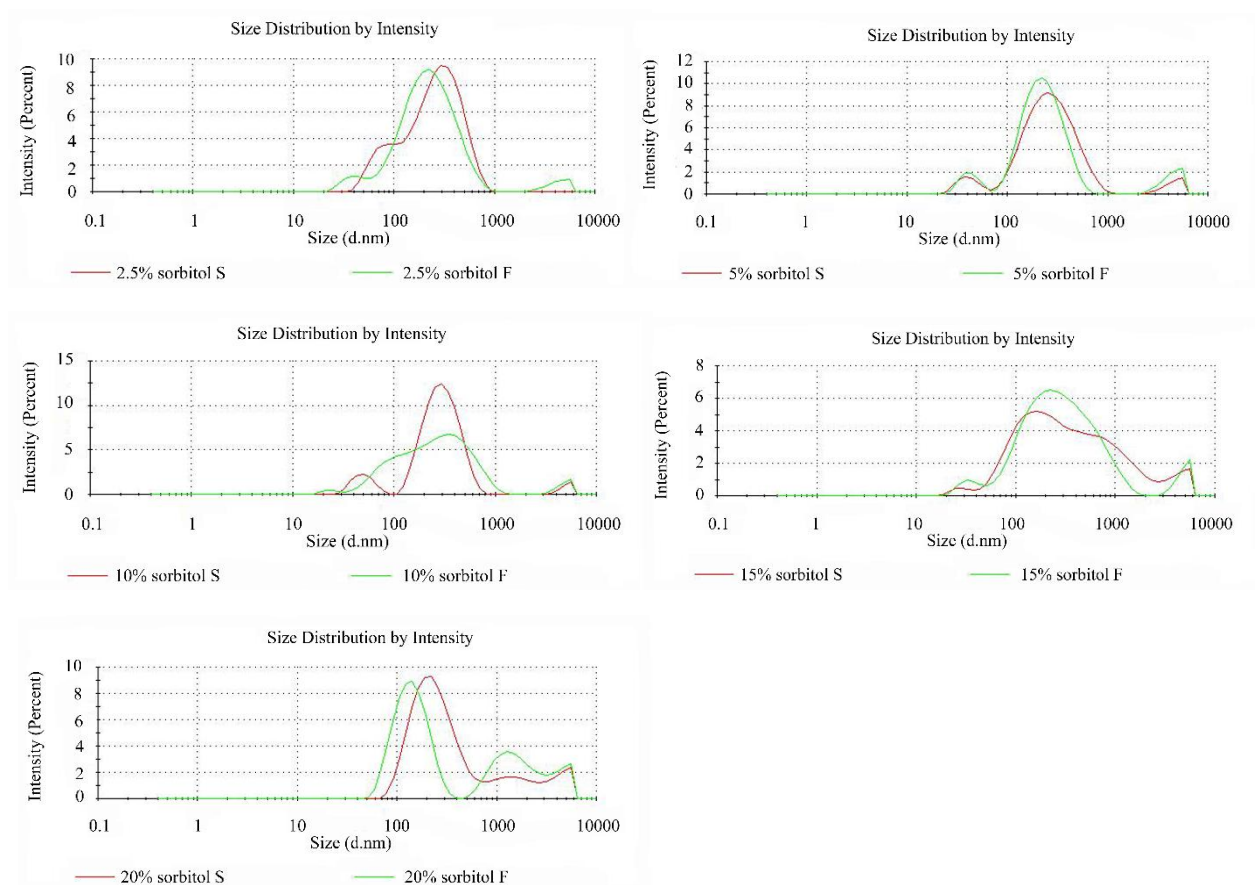 Size Distribution by Intensity
Intensity (Percent)
10
8
6
4
2
0
0.1 1 10 100 1000 10000
Size (d.nm)
2.5% sorbitol S 2.5% sorbitol F
Size Distribution by Intensity
Intensity (Percent)
12
10
8
6
4
2
0
0.1 1 10 100 1000 10000
Size (d.nm)
5% sorbitol S 5% sorbitol F
Size Distribution by Intensity
Intensity (Percent)
15
10
5
0
0.1 1 10 100 1000 10000
Size (d.nm)
10% sorbitol S 10% sorbitol F
Size Distribution by Intensity
Intensity (Percent)
8
6
4
2
0
0.1 1 10 100 1000 10000
Size (d.nm)
15% sorbitol S 15% sorbitol F
Size Distribution by Intensity
Intensity (Percent)
10
8
6
4
2
0
0.1 1 10 100 1000 10000
Size (d.nm)
20% sorbitol S 20% sorbitol F